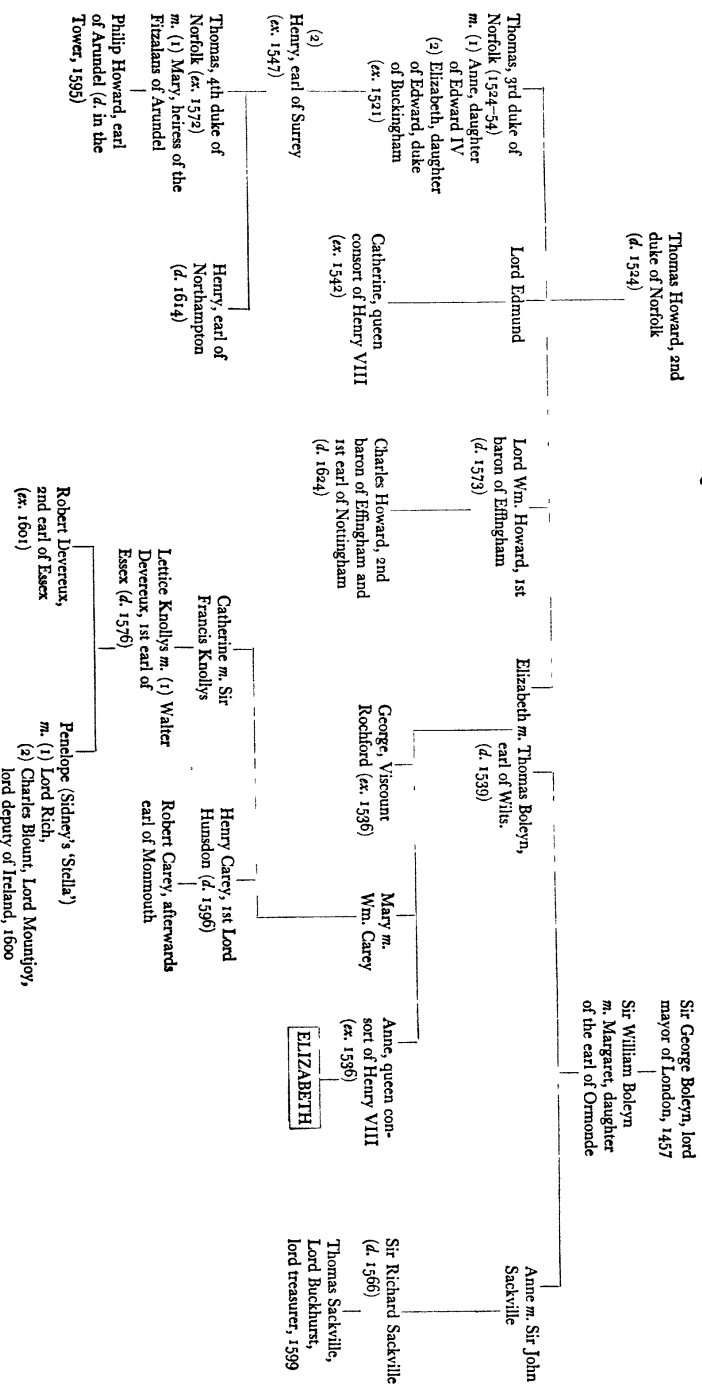 Thomas Howard, 2nd
duke of Norfolk
(d. 1524)
Sir George Boleyn, lord
mayor of London, 1457
Sir William Boleyn
m. Margaret, daughter
of the earl of Ormonde
Thomas, 3rd duke of
Norfolk (1524–54)
m. (1) Anne, daughter
of Edward IV
(2) Elizabeth, daughter
of Edward, duke
of Buckingham
(ex. 1521)
Lord Edmund
Lord Wm. Howard, 1st
baron of Effingham
(d. 1573)
Elizabeth m. Thomas Boleyn,
earl of Wilts.
(d. 1539)
Anne m. Sir John
Sackville
(2)
Henry, earl of Surrey
(ex. 1547)
Catherine, queen
consort of Henry VIII
(ex. 1542)
Charles Howard, 2nd
baron of Effingham and
1st earl of Nottingham
(d. 1624)
George, Viscount
Rochford (ex. 1536)
Mary m.
Wm. Carey
Anne, queen con-
sort of Henry VIII
(ex. 1536)
Sir Richard Sackville
(d. 1566)
ELIZABETH
Thomas Sackville,
Lord Buckhurst,
lord treasurer, 1599
Thomas, 4th duke of
Norfolk (ex. 1572)
m. (1) Mary, heiress of the
Fitzalans of Arundel
Henry, earl of
Northampton
(d. 1614)
Catherine m. Sir
Francis Knollys
Henry Carey, 1st Lord
Hunsdon (d. 1596)
Lettice Knollys m. (1) Walter
Devereux, 1st earl of
Essex (d. 1576)
Robert Carey, afterwards
earl of Monmouth
Philip Howard, earl
of Arundel (d. in the
Tower, 1595)
Robert Devereux,
2nd earl of Essex
(ex. 1601)
Penelope (Sidney's 'Stella')
m. (1) Lord Rich,
(2) Charles Blount, Lord Mountjoy,
lord deputy of Ireland, 1600